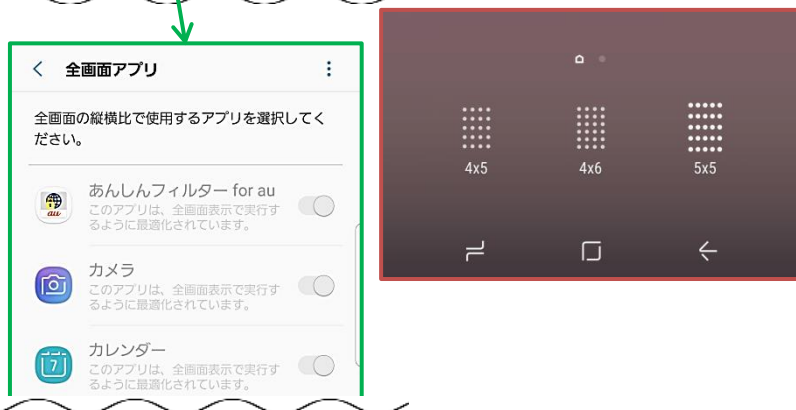 全画面アプリ
全画面の縦横比で使用するアプリを選択してく
ださい。
あんしんフィルター for au
このアプリは、全画面表示で実行す
るように最適化されています。
au
カメラ
このアプリは、全画面表示で実行す
るように最適化されています。
カレンダー
7
このアプリは、全画面表示で実行す
るように最適化されています。
4x5
4x6
5x5